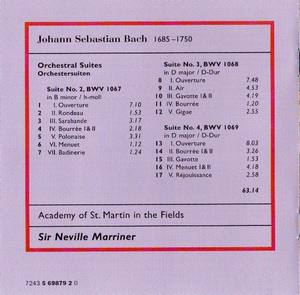 Johann Sebastian Bach 1685–1750
Orchestral Suites
Orchestersuiten
Suite No. 2, BWV 1067
in B minor / h-moll
1 I. Ouverture 7.10
2 II. Rondeau 1.53
3 III. Sarabande 3.17
4 IV. Bourrée I & II 2.18
5 V. Polonaise 3.31
6 VI. Menuet 1.12
7 VII. Badinerie 1.24
Suite No. 3, BWV 1068
in D major / D-Dur
8 I. Ouverture 7.48
9 II. Air 4.53
10 III. Gavotte I & II 4.19
11 IV. Bourrée 1.20
12 V. Gigue 2.55
Suite No. 4, BWV 1069
in D major / D-Dur
13 I. Ouverture 8.03
14 II. Bourrée I & II 3.26
15 III. Gavotte 1.53
16 IV. Menuet I & II 4.18
17 V. Réjouissance 2.58
63.14
Academy of St. Martin in the Fields
Sir Neville Marriner
7243 5 69879 2 0